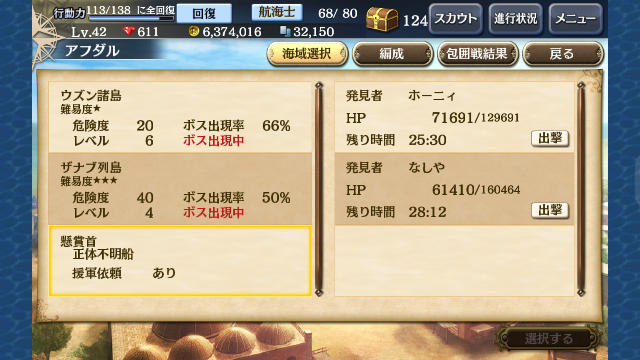 行動力 113/138 に全回復 回復 航海士 68/ 80 124 スカウト 進行状況 メニュー
Lv.42 611 6,374,016 32,150
アフダル 海域選択 編成 包囲戦結果 戻る
ウズン諸島
難易度★
危険度 20 ボス出現率 66%
レベル 6 ボス出現中
ザナブ列島
難易度★★★
危険度 40 ボス出現率 50%
レベル 4 ボス出現中
懸賞首
正体不明船
援軍依頼 あり
発見者 ホーニィ
HP 71691/129691
残り時間 25:30 出撃
発見者 なしや
HP 61410/160464
残り時間 28:12 出撃
選択する